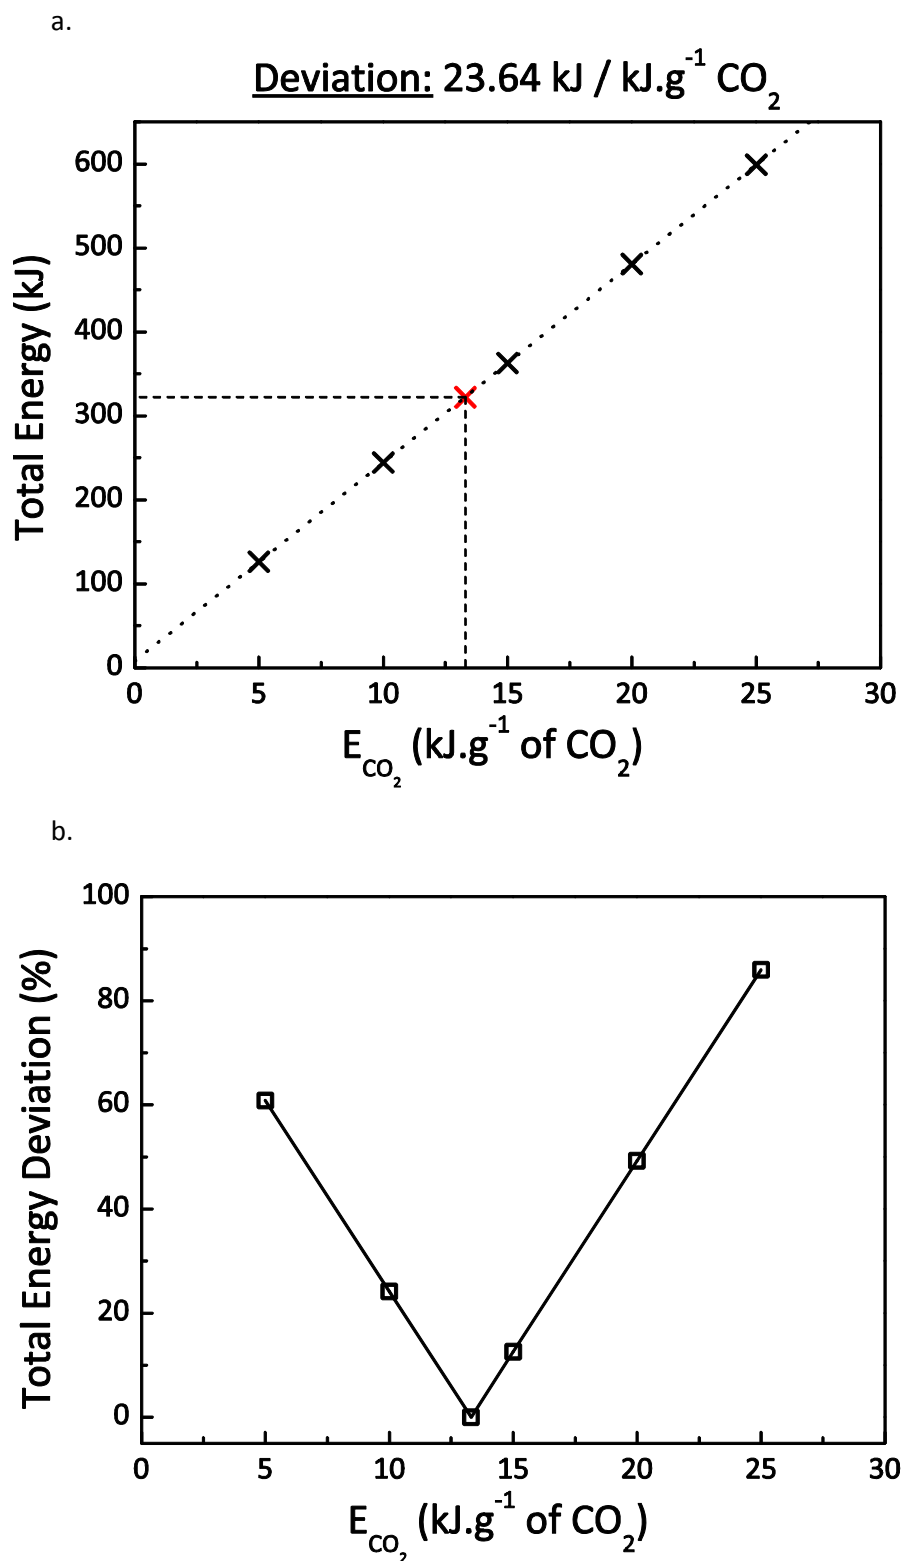 a.
Deviation: 23.64 kJ / kJ.g⁻¹ CO₂
600
500
400
300
200
100
0
Total Energy (kJ)
0 5 10 15 20 25 30
E_CO₂ (kJ.g⁻¹ of CO₂)
b.
100
80
60
40
20
0
Total Energy Deviation (%)
0 5 10 15 20 25 30
E_CO₂ (kJ.g⁻¹ of CO₂)